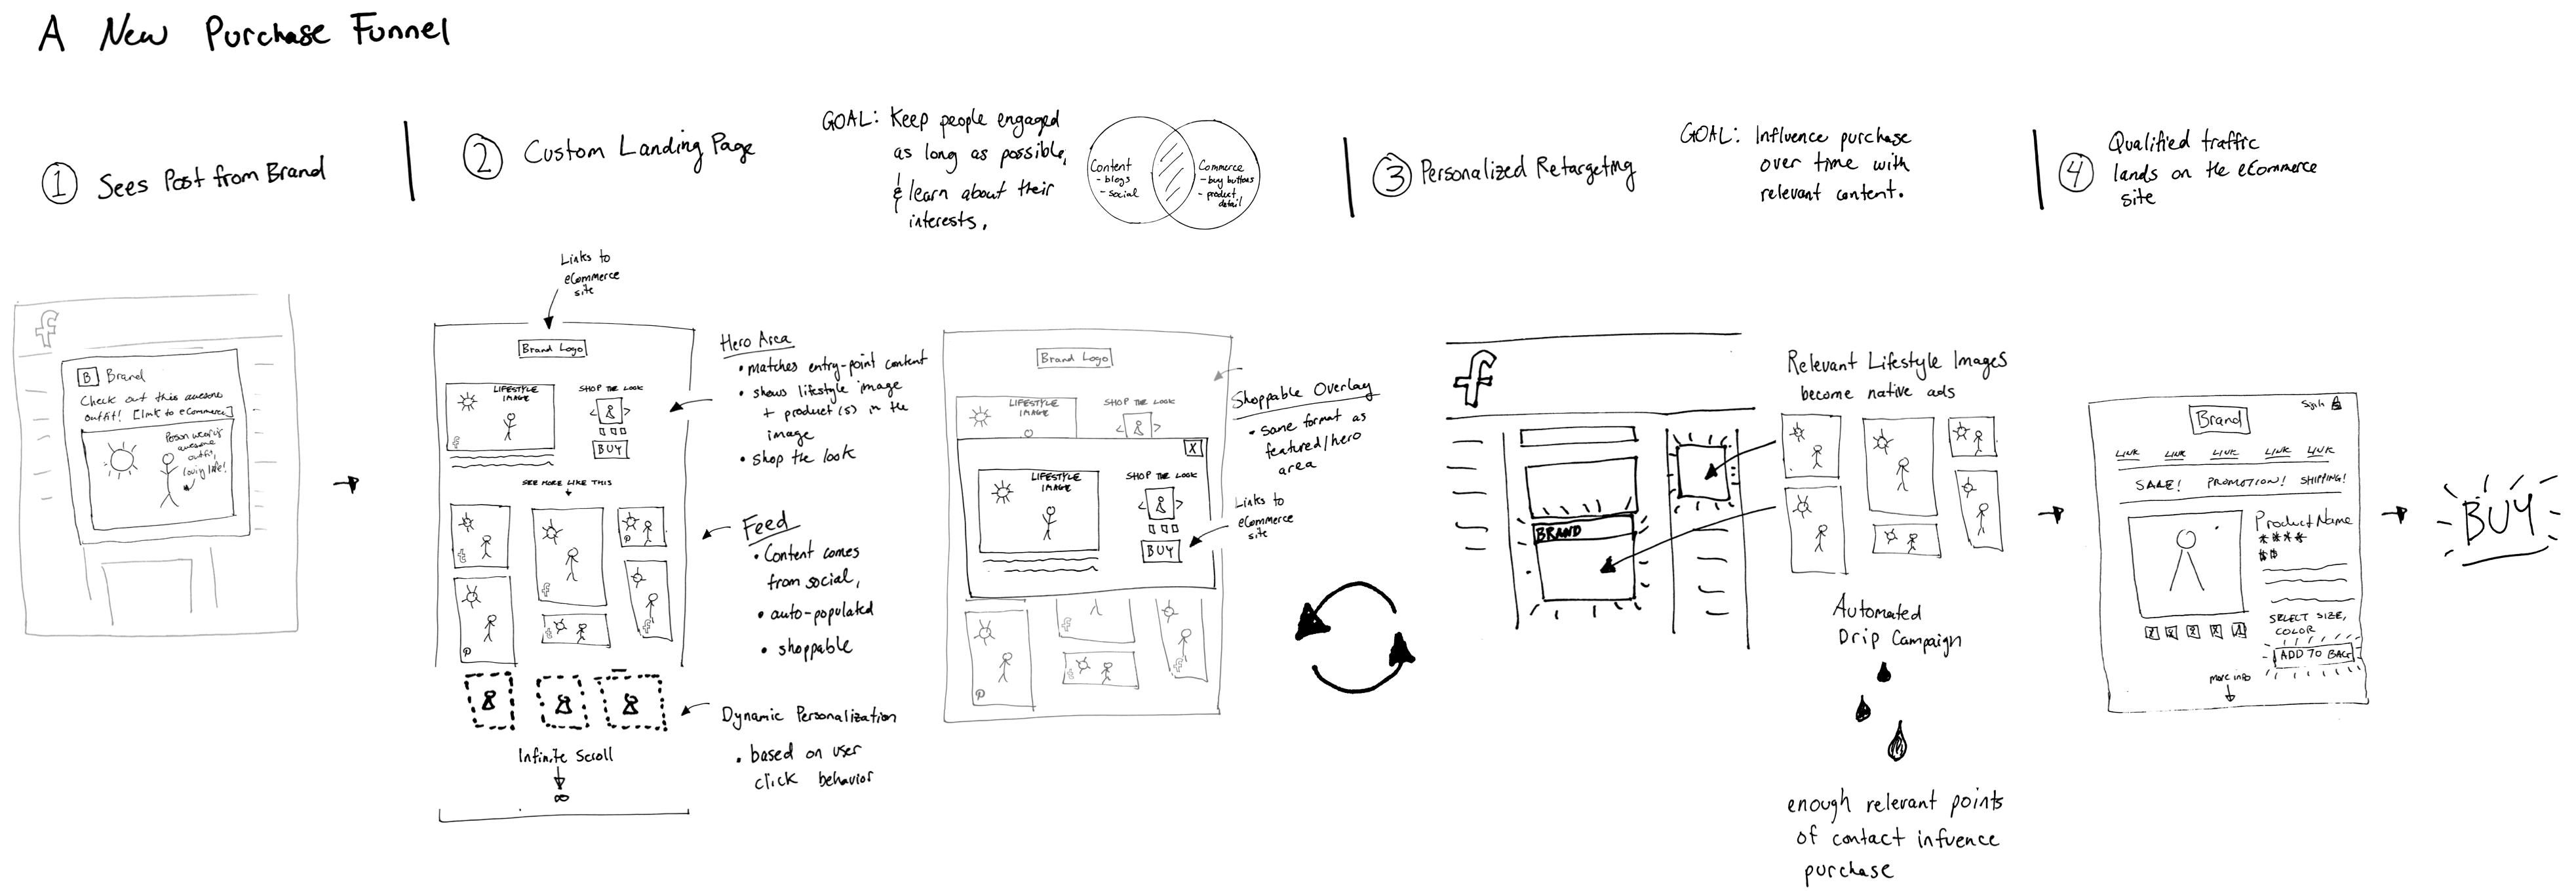 A New Purchase Funnel
1 Sees Post from Brand
B Brand
Check out this awesome
outfit! [link to eCommerce]
Person wearing
awesome
outfit,
loving life!
2 Custom Landing Page
GOAL: Keep people engaged
as long as possible,
& learn about their
interests.
Content
- blogs
- social
Commerce
- buy buttons
- product
detail
Links to
eCommerce
site
Brand Logo
LIFESTYLE
IMAGE
SHOP THE LOOK
BUY
SEE MORE LIKE THIS
Infinite Scroll
∞
Hero Area
• matches entry-point content
• shows lifestyle image
+ product(s) in the
image
• shop the look
Feed
• Content comes
from social,
• auto-populated
• shoppable
Dynamic Personalization
• based on user
click behavior
Brand Logo
LIFESTYLE
IMAGE
SHOP THE LOOK
X
LIFESTYLE
IMAGE
SHOP THE LOOK
BUY
Shoppable Overlay
• same format as
featured/hero
area
Links to
eCommerce
site
3 Personalized Retargeting
GOAL: Influence purchase
over time with
relevant content.
f
BRAND
Relevant Lifestyle Images
become native ads
Automated
Drip Campaign
enough relevant points
of contact infuence
purchase
4 Qualified traffic
lands on the eCommerce
site
Brand
LINK LINK LINK LINK LINK
SALE! PROMOTION! SHIPPING!
Product Name
****
$$
SELECT SIZE,
COLOR
ADD TO BAG
more info
BUY